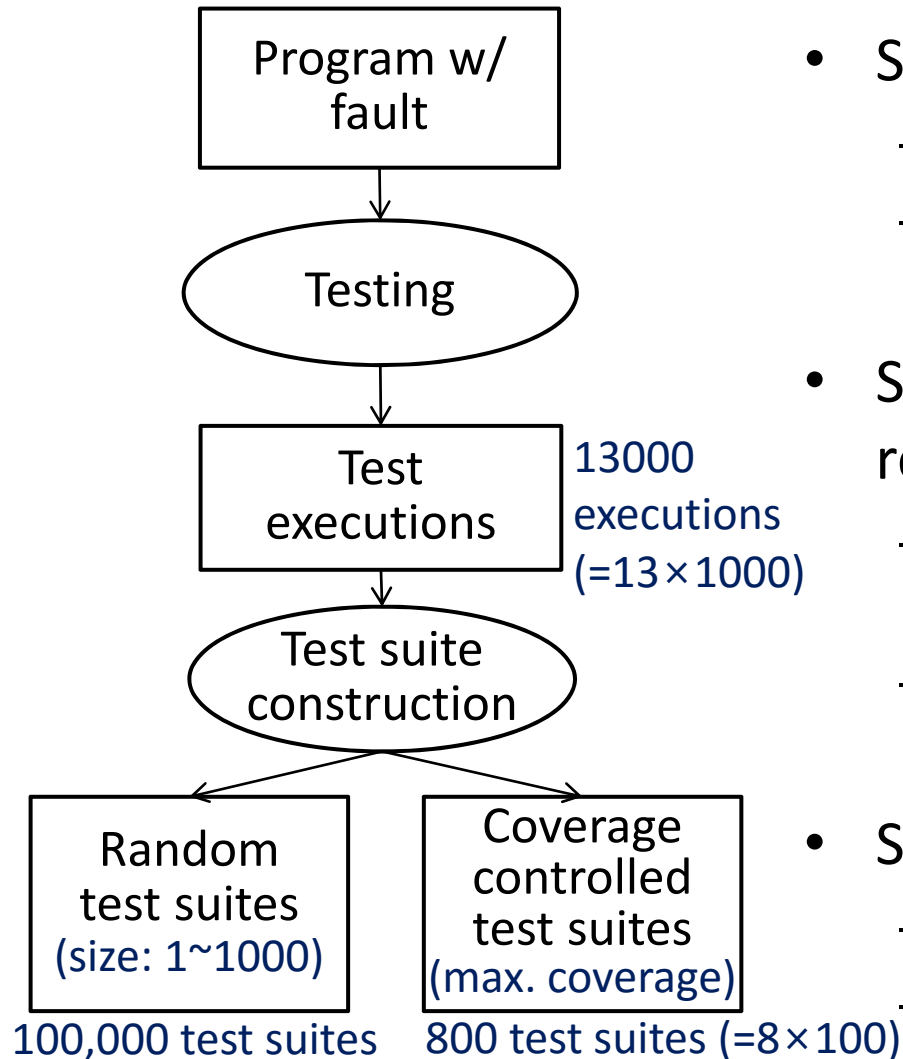 Program w/
fault
Testing
Test
executions
13000
executions
(=13×1000)
Test suite
construction
Random
test suites
(size: 1~1000)
100,000 test suites
Coverage
controlled
test suites
(max. coverage)
800 test suites (=8×100)
• S
-
-
• S
-
-
• S
-
-